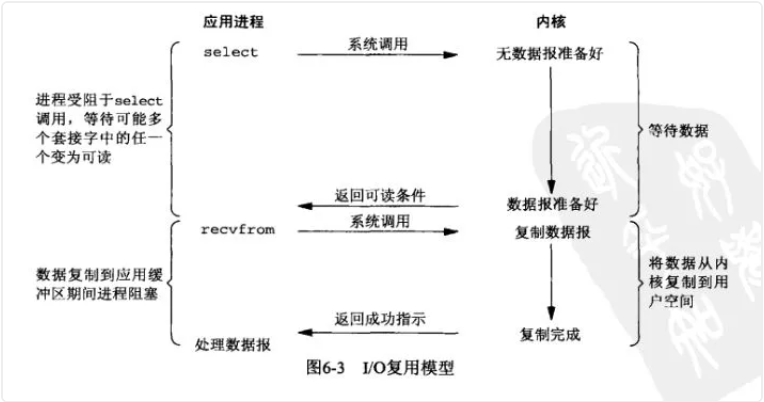 应用进程
内核
select
系统调用
无数据报准备好
进程受阻于select
调用，等待可能多
个套接字中的任一
个变为可读
等待数据
返回可读条件
数据报准备好
recvfrom
系统调用
复制数据报
数据复制到应用缓
冲区期间进程阻塞
将数据从内
核复制到用
户空间
返回成功指示
复制完成
处理数据报
图6-3 I/O复用模型